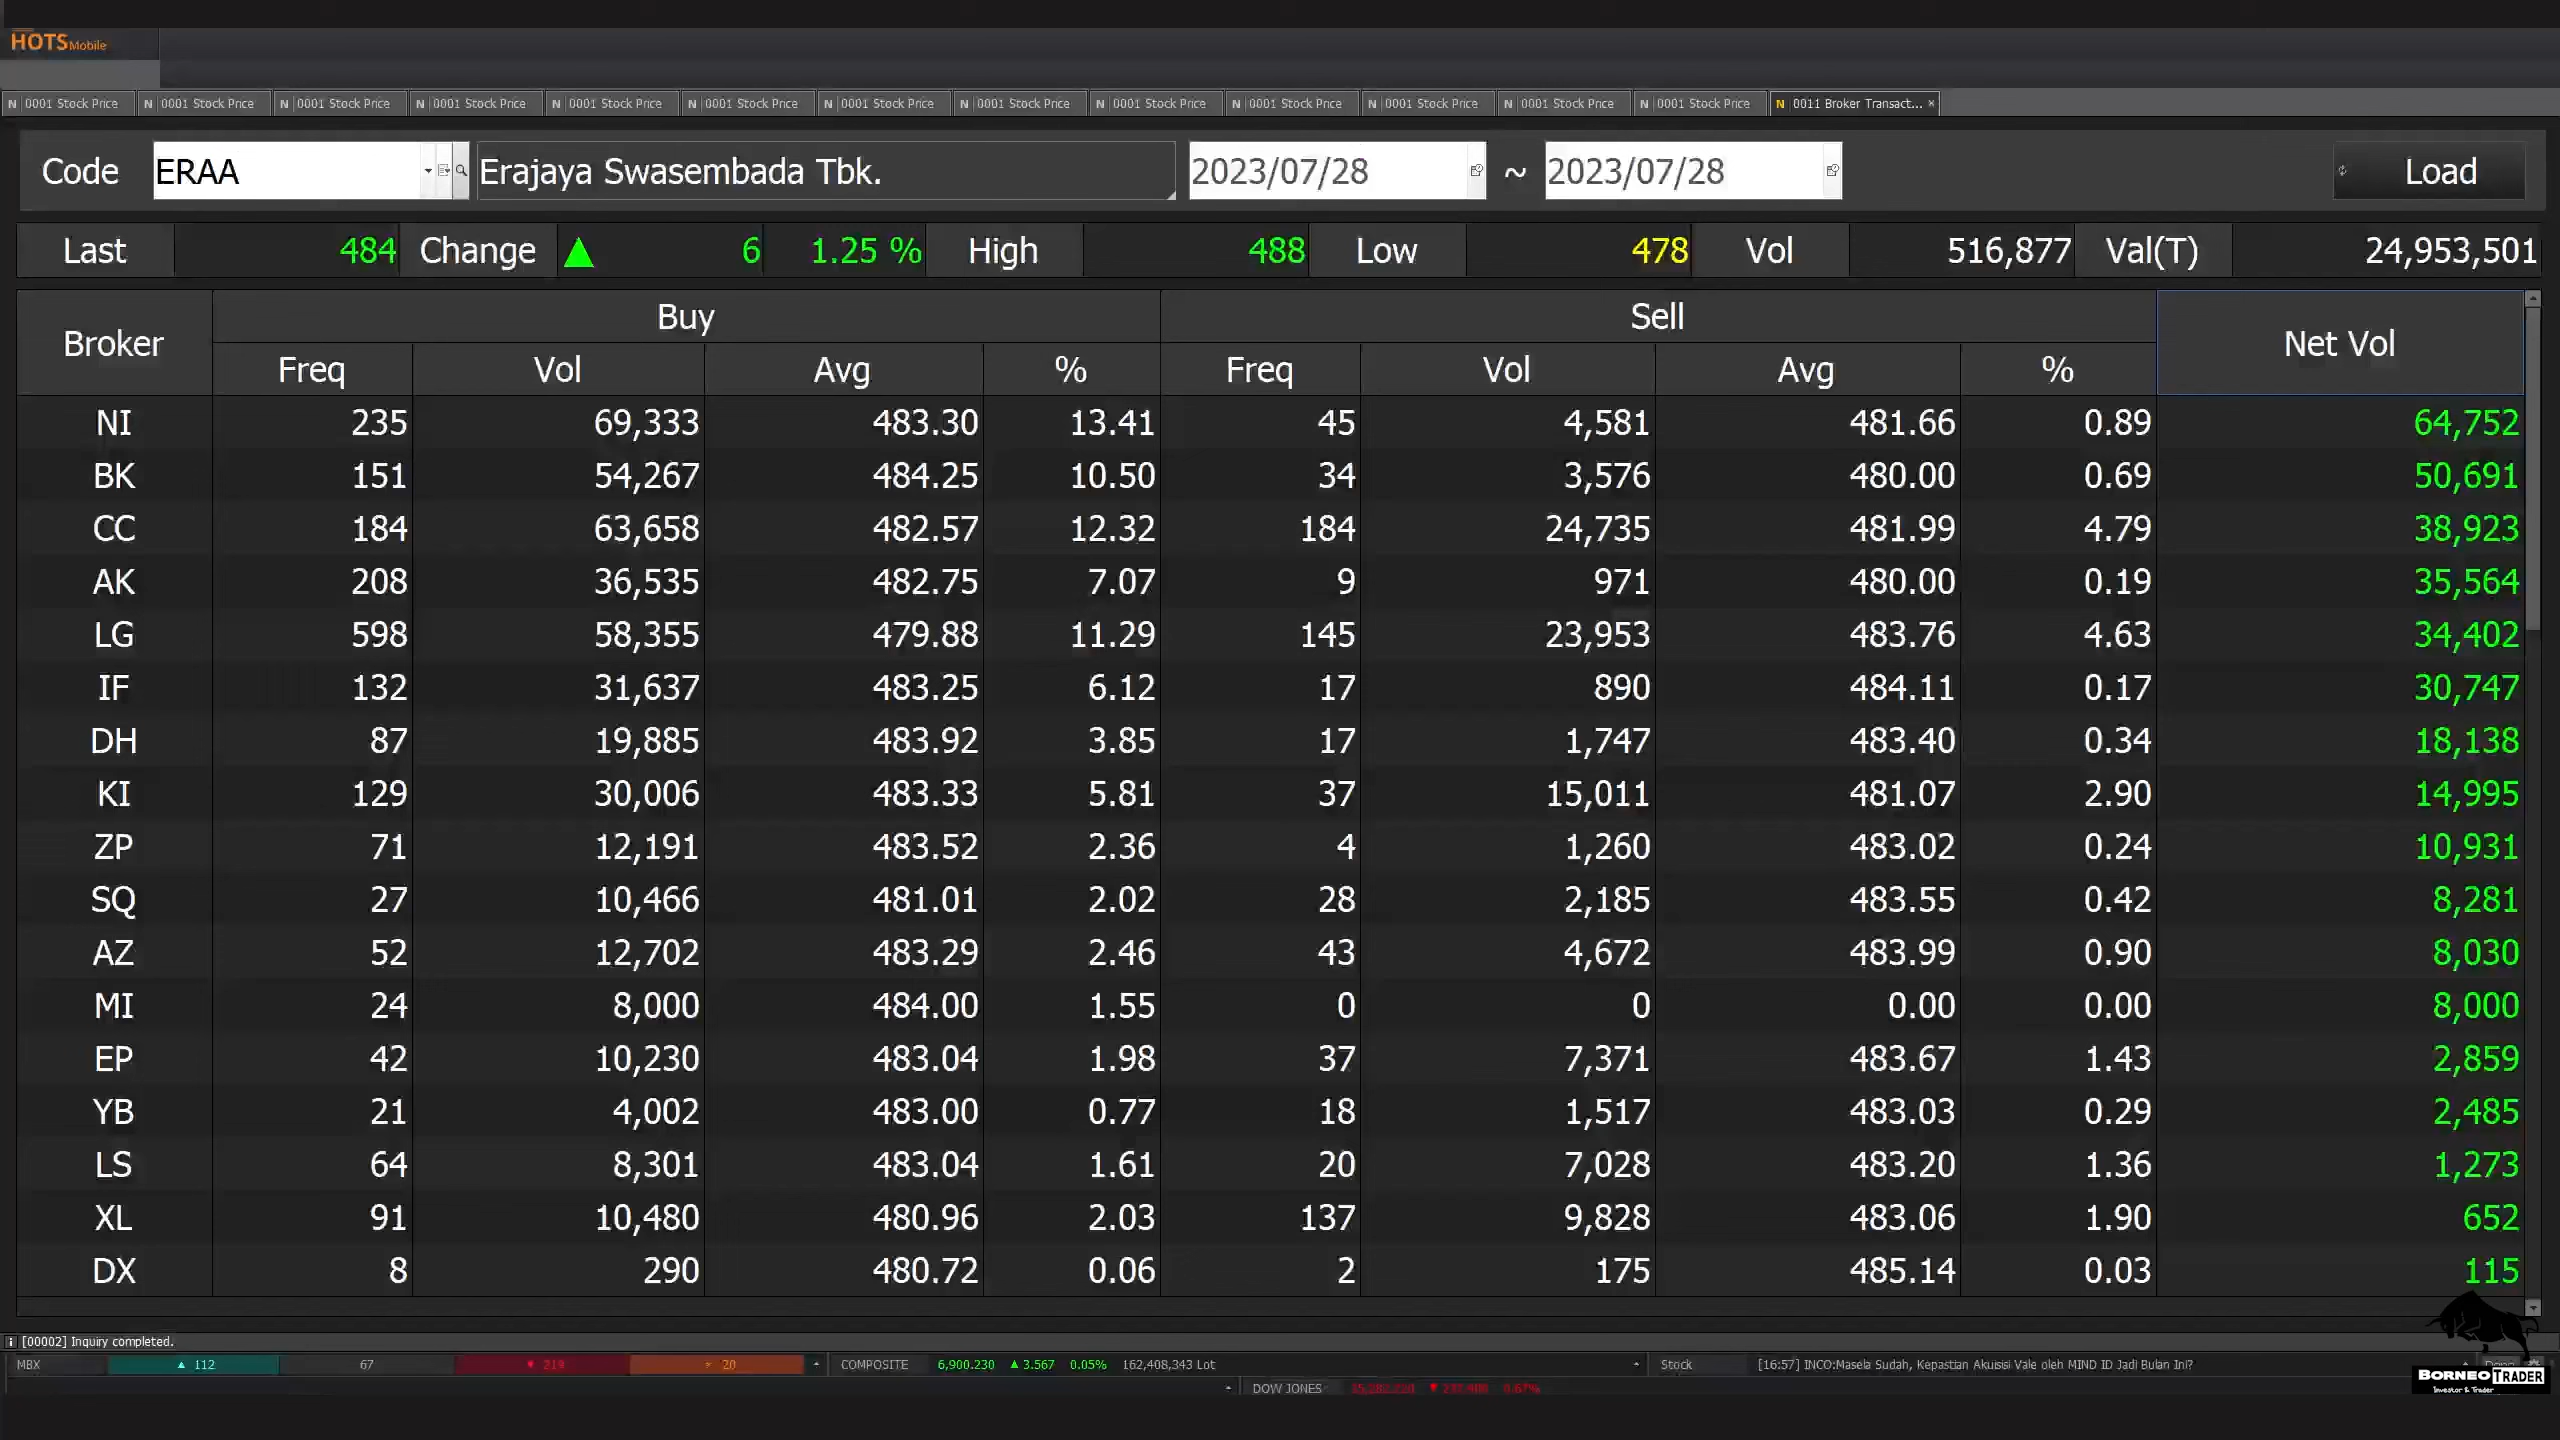 HOTS Mobile
N 0001 Stock Price N 0001 Stock Price N 0001 Stock Price N 0001 Stock Price N 0001 Stock Price N 0001 Stock Price N 0001 Stock Price N 0001 Stock Price N 0001 Stock Price N 0001 Stock Price N 0001 Stock Price N 0001 Stock Price N 0001 Stock Price N 0011 Broker Transact... ×
Code ERAA Erajaya Swasembada Tbk. 2023/07/28 ~ 2023/07/28 Load
Last 484 Change ▲ 6 1.25 % High 488 Low 478 Vol 516,877 Val(T) 24,953,501
Broker Buy Sell Net Vol
Freq Vol Avg % Freq Vol Avg %
NI 235 69,333 483.30 13.41 45 4,581 481.66 0.89 64,752
BK 151 54,267 484.25 10.50 34 3,576 480.00 0.69 50,691
CC 184 63,658 482.57 12.32 184 24,735 481.99 4.79 38,923
AK 208 36,535 482.75 7.07 9 971 480.00 0.19 35,564
LG 598 58,355 479.88 11.29 145 23,953 483.76 4.63 34,402
IF 132 31,637 483.25 6.12 17 890 484.11 0.17 30,747
DH 87 19,885 483.92 3.85 17 1,747 483.40 0.34 18,138
KI 129 30,006 483.33 5.81 37 15,011 481.07 2.90 14,995
ZP 71 12,191 483.52 2.36 4 1,260 483.02 0.24 10,931
SQ 27 10,466 481.01 2.02 28 2,185 483.55 0.42 8,281
AZ 52 12,702 483.29 2.46 43 4,672 483.99 0.90 8,030
MI 24 8,000 484.00 1.55 0 0 0.00 0.00 8,000
EP 42 10,230 483.04 1.98 37 7,371 483.67 1.43 2,859
YB 21 4,002 483.00 0.77 18 1,517 483.03 0.29 2,485
LS 64 8,301 483.04 1.61 20 7,028 483.20 1.36 1,273
XL 91 10,480 480.96 2.03 137 9,828 483.06 1.90 652
DX 8 290 480.72 0.06 2 175 485.14 0.03 115
[00002] Inquiry completed.
MBX ▲ 112 67 ▼ 219 20 COMPOSITE 6,900.230 ▲ 3.567 0.05% 162,408,343 Lot Stock [16:57] INCO:Masela Sudah, Kepastian Akuisisi Vale oleh MIND ID Jadi Bulan Ini?
DOW JONES 0.67%
BORNEO TRADER
Investor & Trader